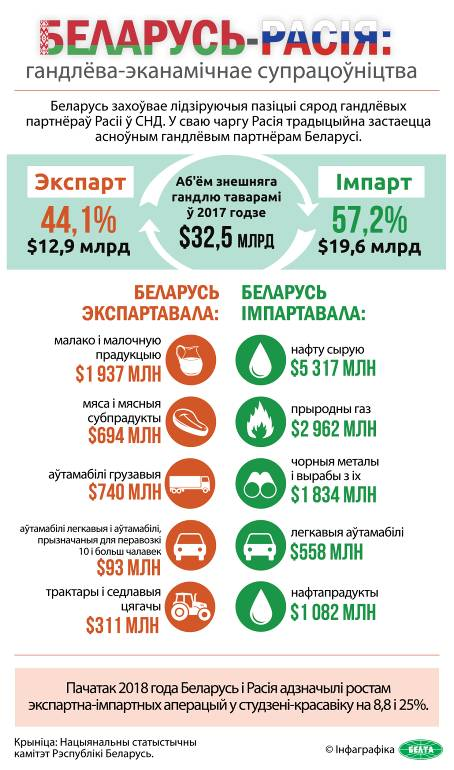 БЕЛАРУСЬ-РАСІЯ:
гандлёва-эканамічнае супрацоўніцтва
Беларусь захоўвае лідзіруючыя пазіцыі сярод гандлёвых
партнёраў Расіі ў СНД. У сваю чаргу Расія традыцыйна застаецца
асноўным гандлёвым партнёрам Беларусі.
Экспарт
44,1%
$12,9 млрд
Аб'ём знешняга
гандлю таварамі
ў 2017 годзе
$32,5 МЛРД
Імпарт
57,2%
$19,6 млрд
БЕЛАРУСЬ
ЭКСПАРТАВАЛА:
малако і малочную
прадукцыю
$1 937 МЛН
мяса і мясныя
субпрадукты
$694 МЛН
аўтамабілі грузавыя
$740 МЛН
аўтамабілі легкавыя і аўтамабілі,
прызначаныя для перавозкі
10 і больш чалавек
$93 МЛН
трактары і седлавыя
цягачы
$311 МЛН
БЕЛАРУСЬ
ІМПАРТАВАЛА:
нафту сырую
$5 317 МЛН
прыродны газ
$2 962 МЛН
чорныя металы
і вырабы з іх
$1 834 МЛН
легкавыя аўтамабілі
$558 МЛН
нафтапрадукты
$1 082 МЛН
Пачатак 2018 года Беларусь і Расія адзначылі ростам
экспартна-імпартных аперацый у студзені-красавіку на 8,8 і 25%.
Крыніца: Нацыянальны статыстычны
камітэт Рэспублікі Беларусь.
© Інфаграфіка
БЕЛТА